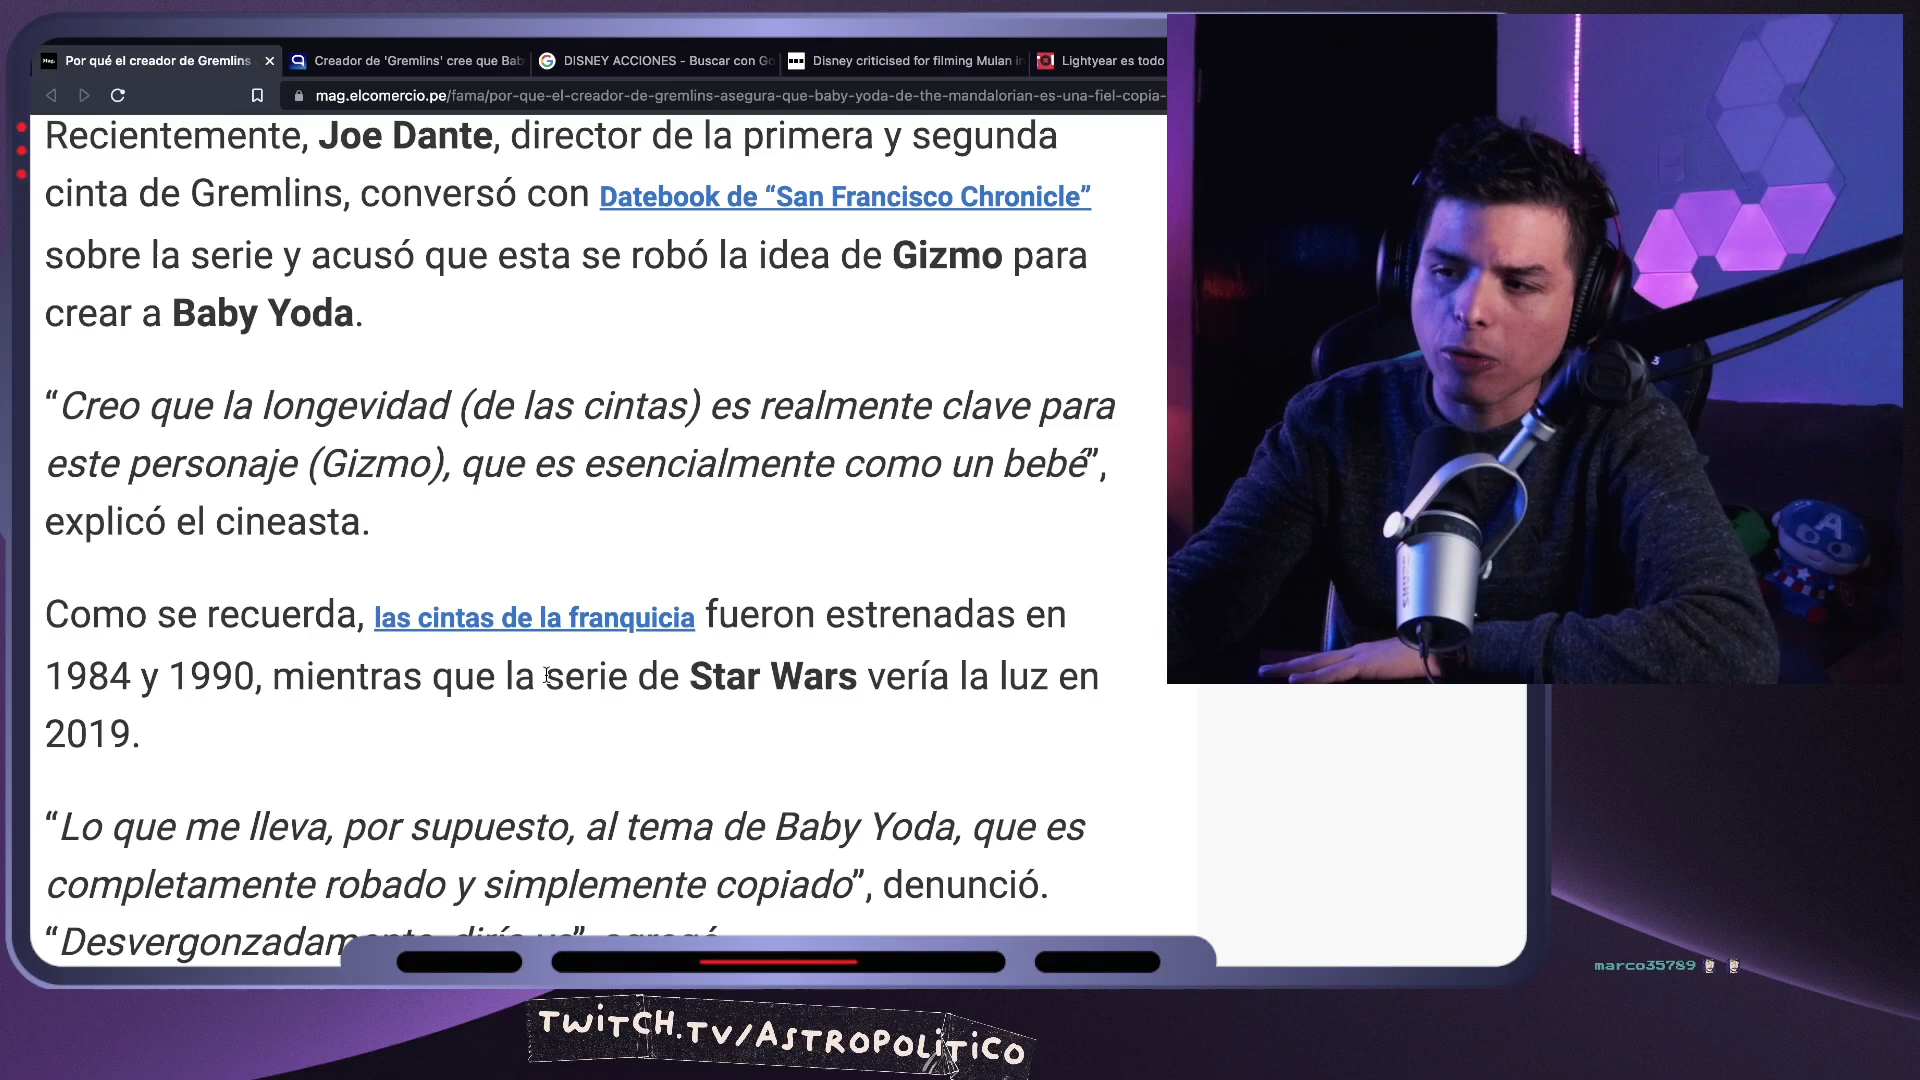 Por qué el creador de Gremlins
Creador de 'Gremlins' cree que Bab
DISNEY ACCIONES - Buscar con Go
Disney criticised for filming Mulan in
Lightyear es todo
mag.elcomercio.pe/fama/por-que-el-creador-de-gremlins-asegura-que-baby-yoda-de-the-mandalorian-es-una-fiel-copia-
Recientemente, Joe Dante, director de la primera y segunda
cinta de Gremlins, conversó con Datebook de “San Francisco Chronicle”
sobre la serie y acusó que esta se robó la idea de Gizmo para
crear a Baby Yoda.
“Creo que la longevidad (de las cintas) es realmente clave para
este personaje (Gizmo), que es esencialmente como un bebé”,
explicó el cineasta.
Como se recuerda, las cintas de la franquicia fueron estrenadas en
1984 y 1990, mientras que la serie de Star Wars vería la luz en
2019.
“Lo que me lleva, por supuesto, al tema de Baby Yoda, que es
completamente robado y simplemente copiado”, denunció.
SHURE
A
marco35789
TWITCH.TV/ASTROPOLITICO